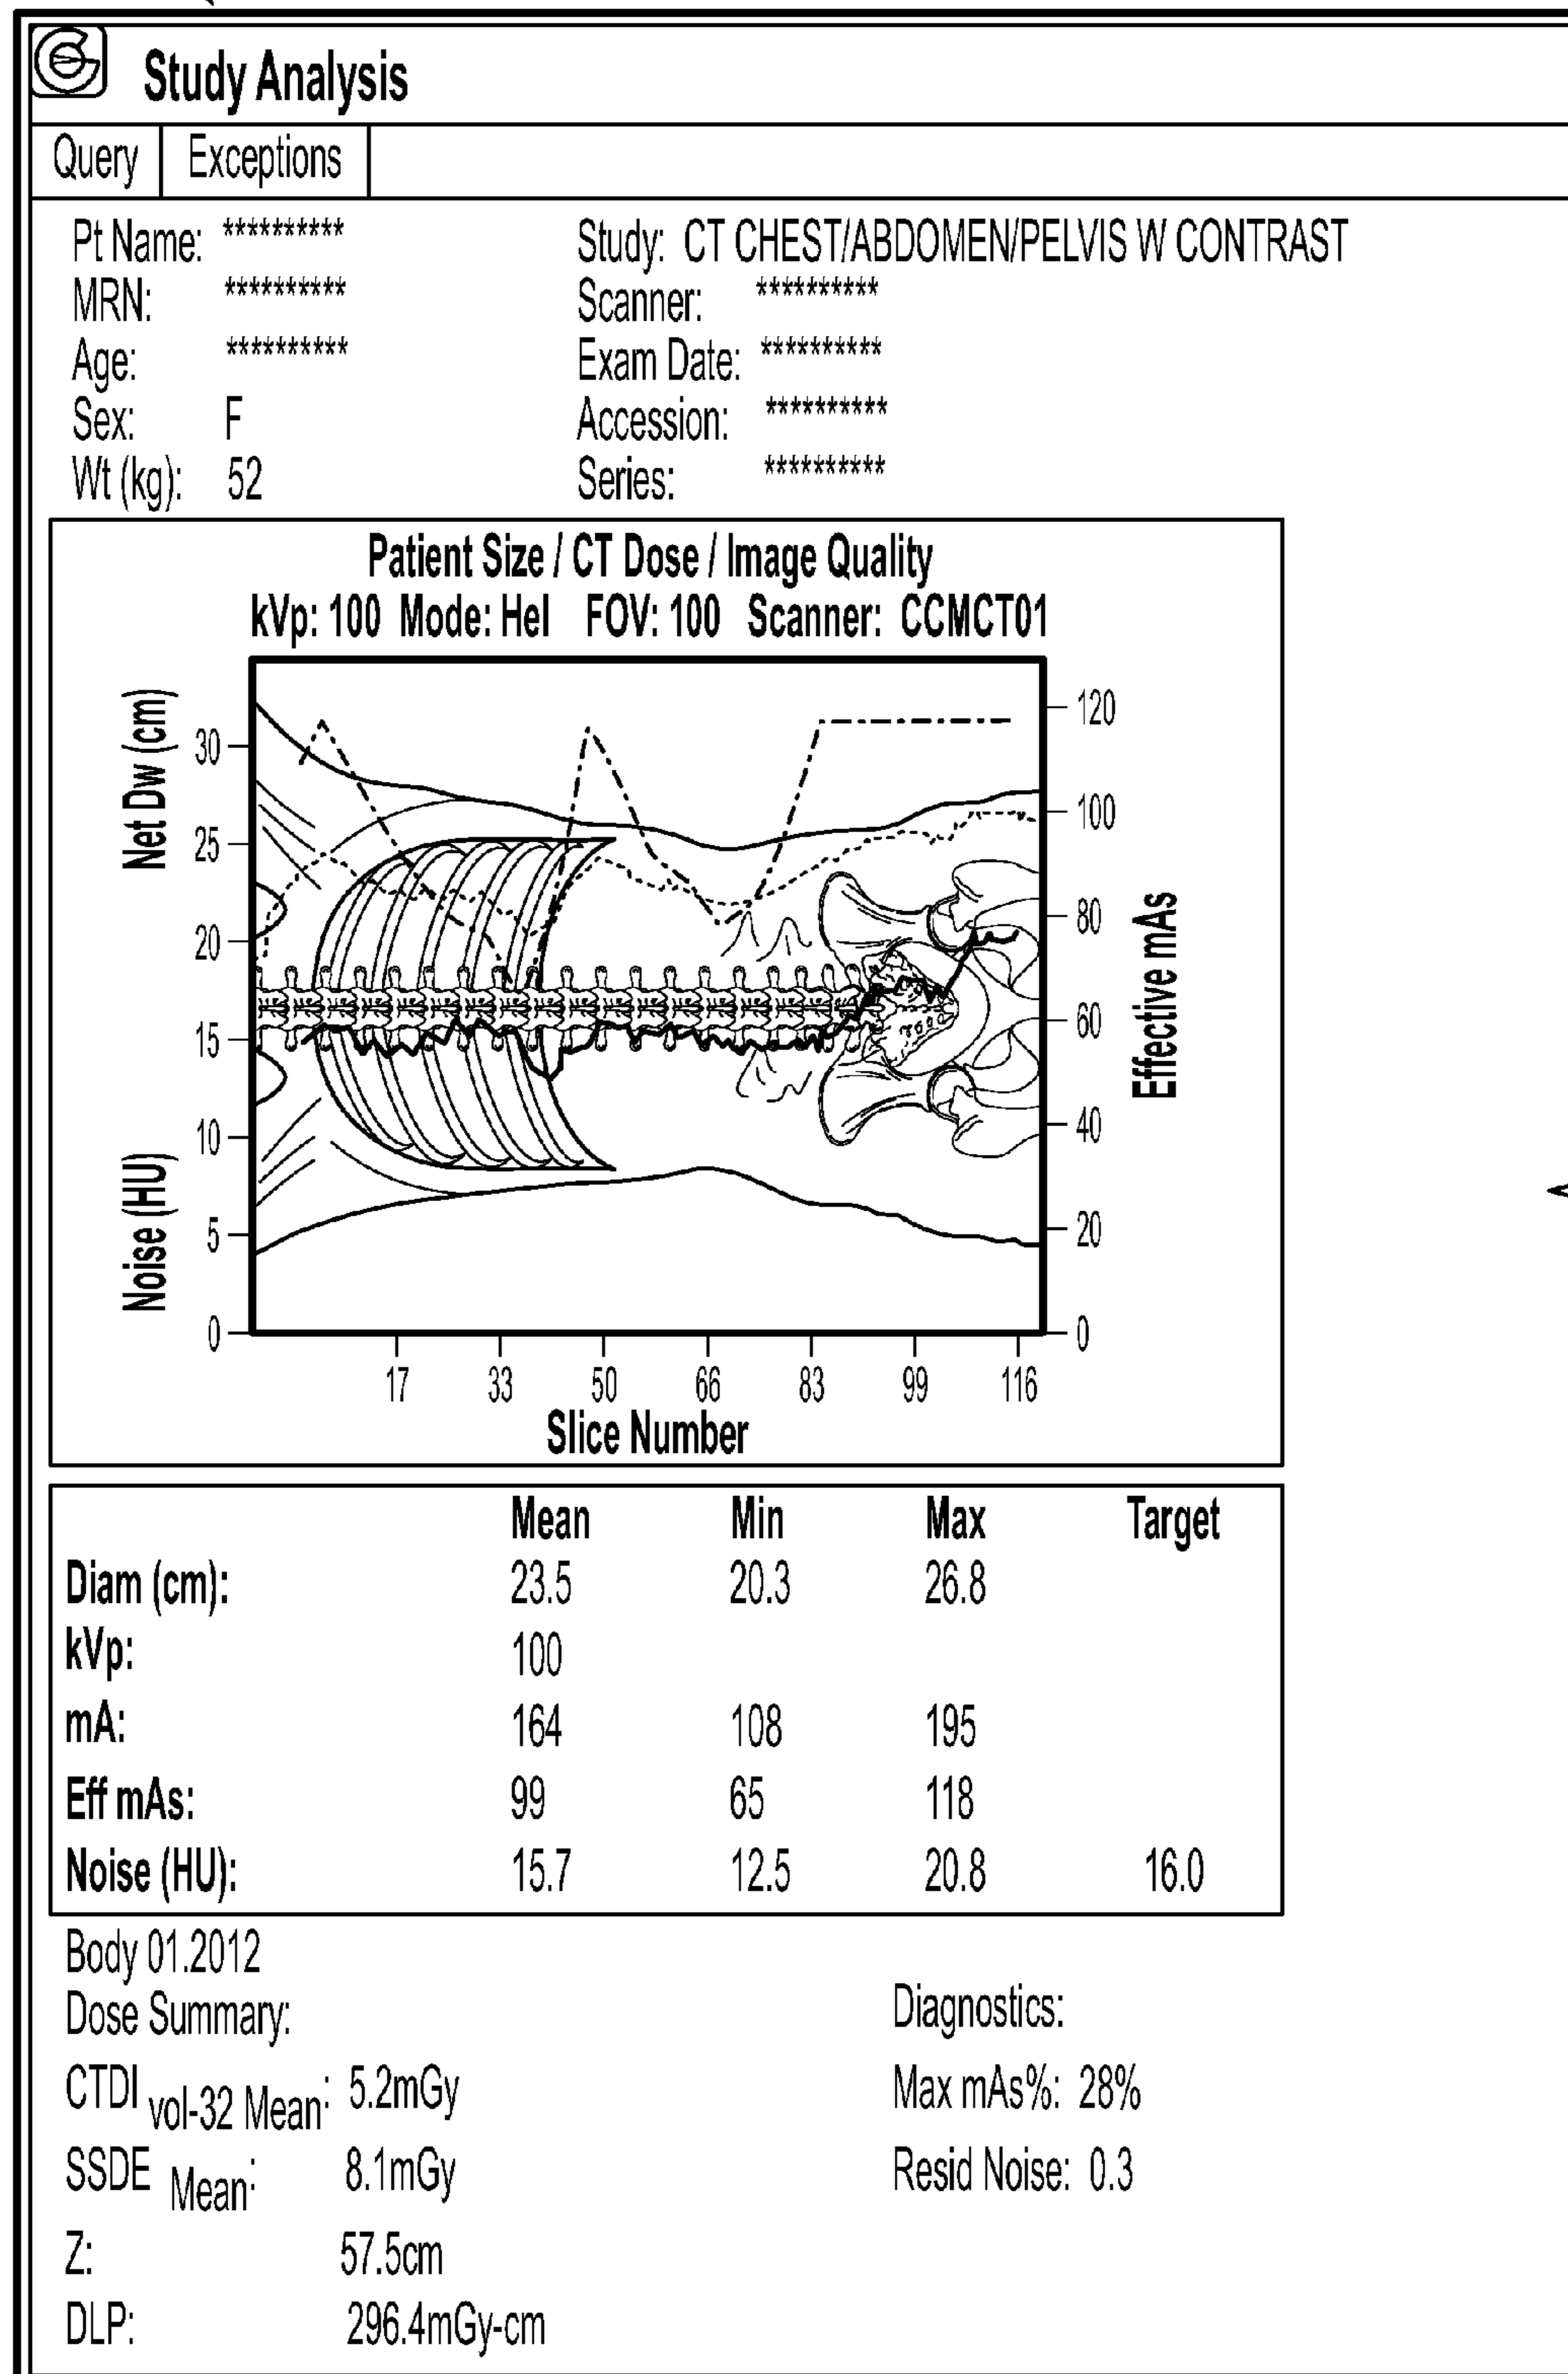 Study Analysis
Query Exceptions
Pt Name: ********** Study: CT CHEST/ABDOMEN/PELVIS W CONTRAST
MRN: ********** Scanner: **********
Age: ********** Exam Date: **********
Sex: F Accession: **********
Wt (kg): 52 Series: **********
Patient Size / CT Dose / Image Quality
kVp: 100 Mode: Hel FOV: 100 Scanner: CCMCT01
Net Dw (cm)
Noise (HU)
30
25
20
15
10
5
0
120
100
80
60
40
20
0
Effective mAs
17 33 50 66 83 99 116
Slice Number
Mean Min Max Target
Diam (cm): 23.5 20.3 26.8
kVp: 100
mA: 164 108 195
Eff mAs: 99 65 118
Noise (HU): 15.7 12.5 20.8 16.0
Body 01.2012
Dose Summary: Diagnostics:
CTDI vol-32 Mean: 5.2mGy Max mAs%: 28%
SSDE Mean: 8.1mGy Resid Noise: 0.3
Z: 57.5cm
DLP: 296.4mGy-cm